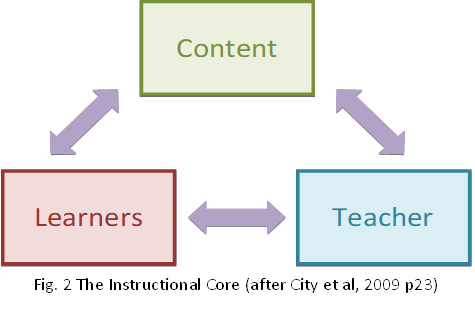 Content
Learners
Teacher
Fig. 2 The Instructional Core (after City et al, 2009 p23)